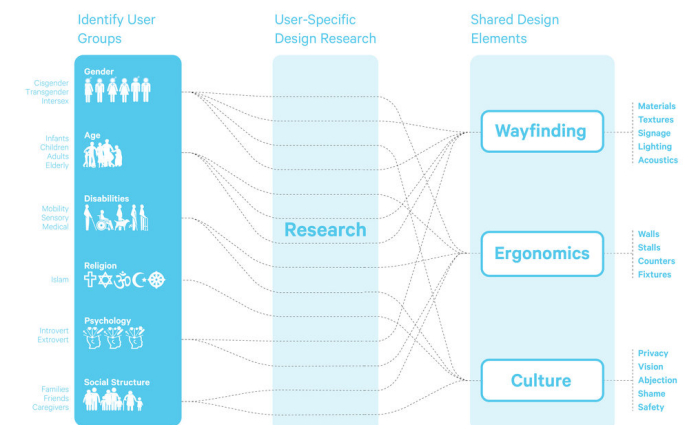 Identify User
Groups
User-Specific
Design Research
Shared Design
Elements
Gender
Cisgender
Transgender
Intersex
Age
Infants
Children
Adults
Elderly
Disabilities
Mobility
Sensory
Medical
Religion
Islam
Psychology
Introvert
Extrovert
Social Structure
Families
Friends
Caregivers
Research
Wayfinding
Materials
Textures
Signage
Lighting
Acoustics
Ergonomics
Walls
Stalls
Counters
Fixtures
Culture
Privacy
Vision
Abjection
Shame
Safety